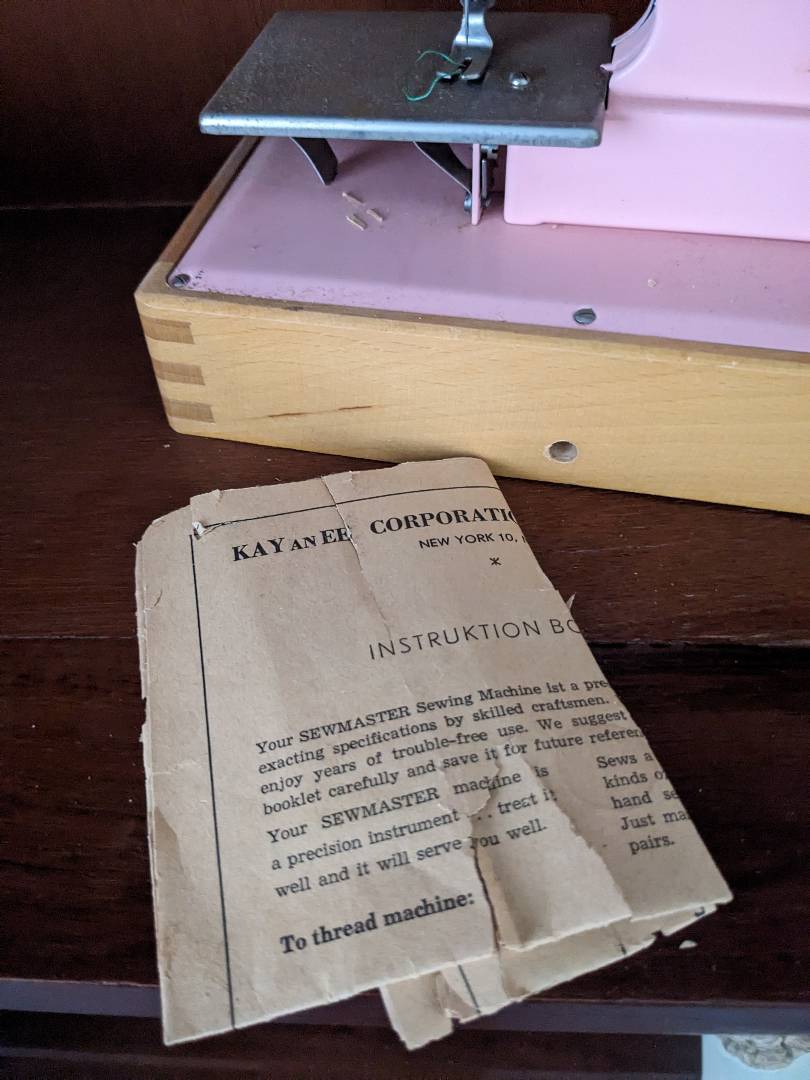 KAY AN EE CORPORATI
NEW YORK 10,
INSTRUKTION BO
Your SEWMASTER Sewing Machine ist a pre
exacting specifications by skilled craftsmen.
enjoy years of trouble-free use. We suggest
booklet carefully and save it for future referen
Your SEWMASTER machine is
a precision instrument . . . treat it
well and it will serve you well.
Sews a
kinds o
hand se
Just ma
pairs.
To thread machine: